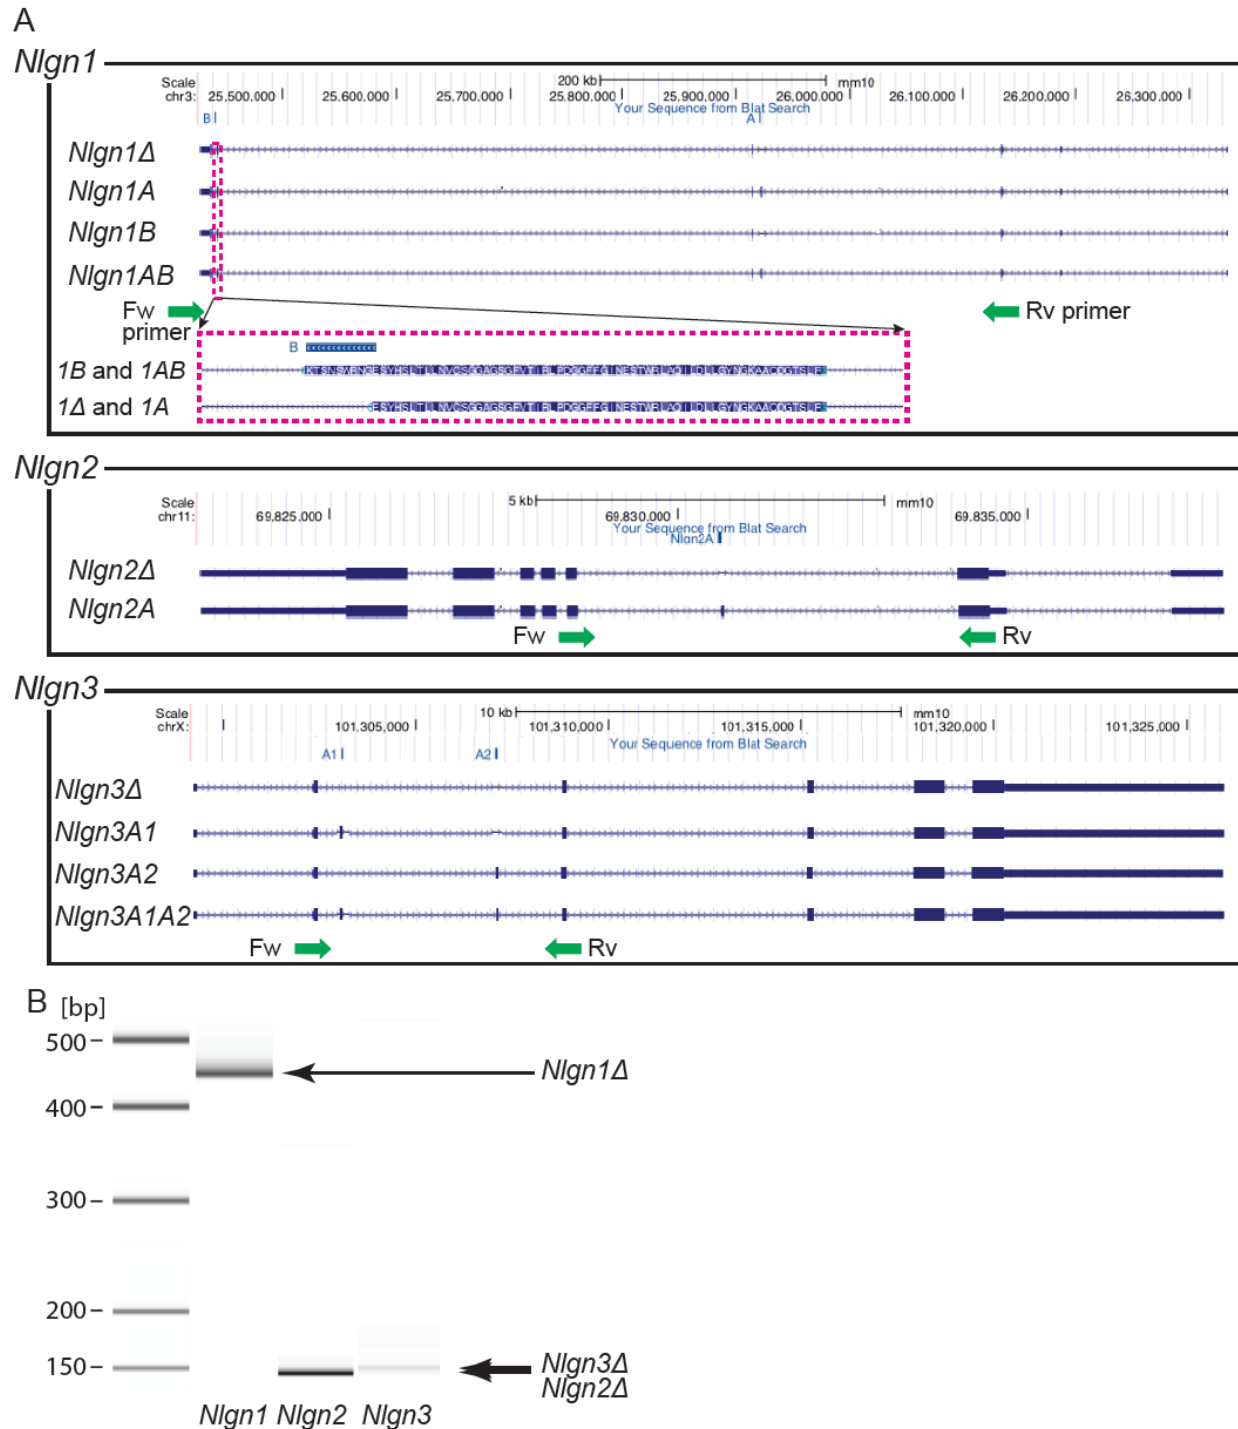 A
Nlgn1
Scale 200 kb mm10
chr3: 25,500,000 25,600,000 25,700,000 25,800,000 25,900,000 26,000,000 26,100,000 26,200,000 26,300,000
Your Sequence from Blat Search
B A
Nlgn1Δ
Nlgn1A
Nlgn1B
Nlgn1AB
Fw primer
Rv primer
B
1B and 1AB
1Δ and 1A
Nlgn2
Scale 5 kb mm10
chr11: 69,825,000 69,830,000 69,835,000
Your Sequence from Blat Search
Nlgn2A
Nlgn2Δ
Nlgn2A
Fw Rv
Nlgn3
Scale 10 kb mm10
chrX: 101,305,000 101,310,000 101,315,000 101,320,000 101,325,000
Your Sequence from Blat Search
A1 A2
Nlgn3Δ
Nlgn3A1
Nlgn3A2
Nlgn3A1A2
Fw Rv
B [bp]
500
Nlgn1Δ
400
300
200
150
Nlgn3Δ
Nlgn2Δ
Nlgn1 Nlgn2 Nlgn3